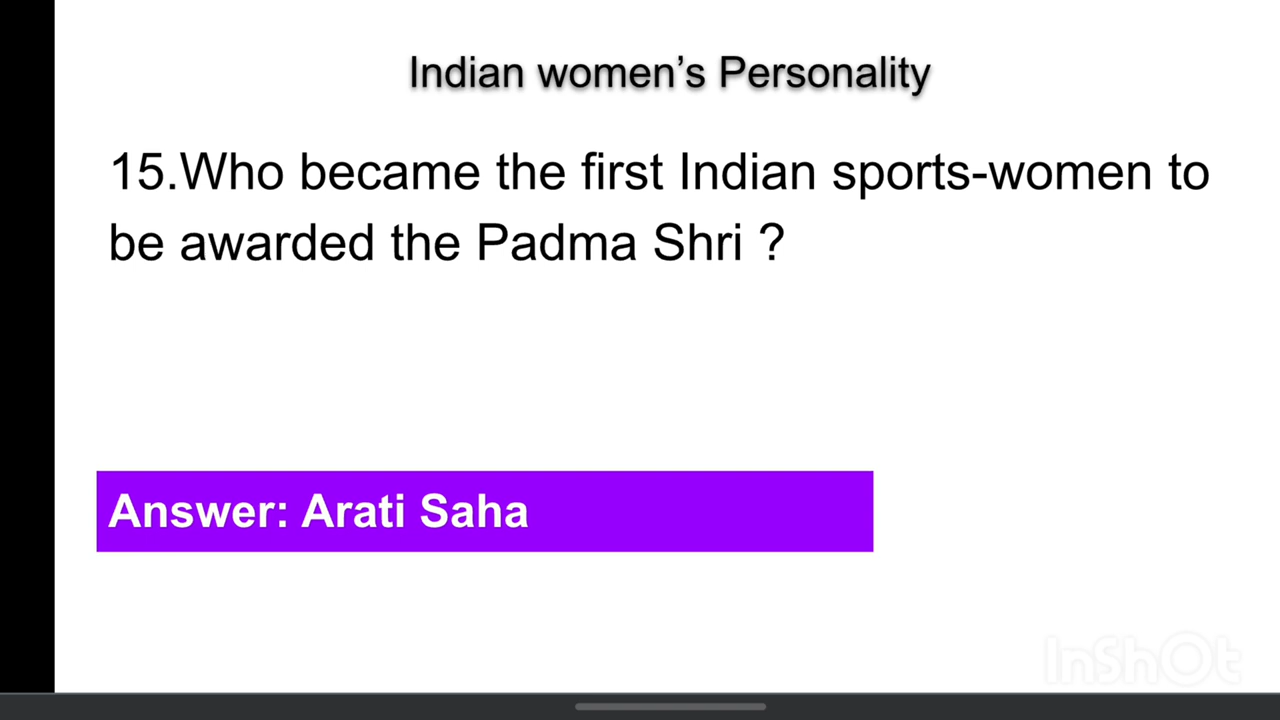 Indian women’s Personality
15.Who became the first Indian sports-women to
be awarded the Padma Shri ?
Answer: Arati Saha
InShOt